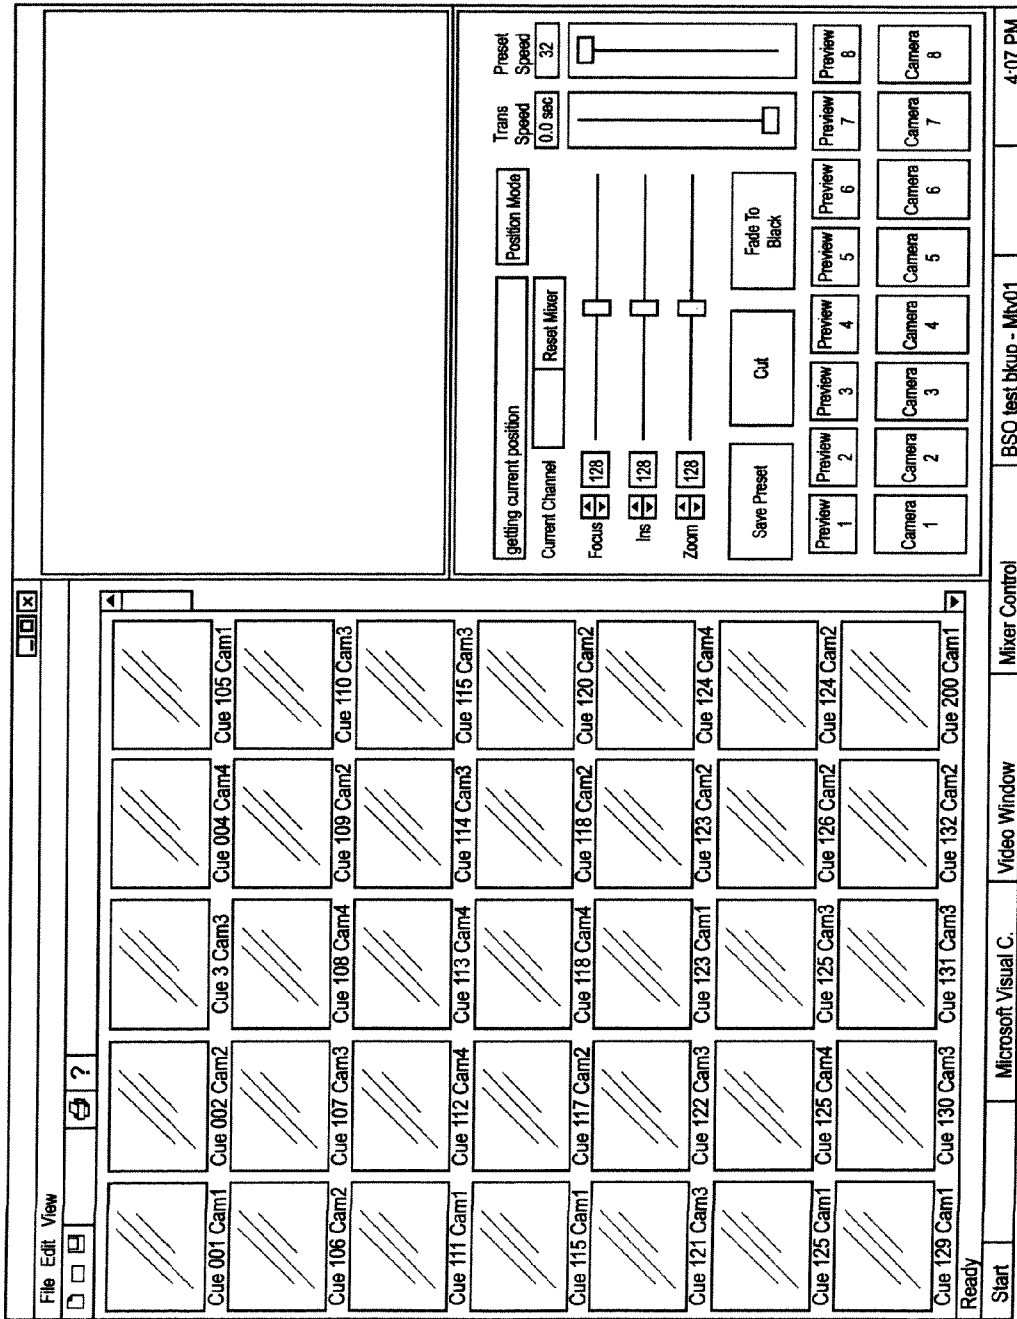 File Edit View
?
Cue 001 Cam1
Cue 002 Cam2
Cue 3 Cam3
Cue 004 Cam4
Cue 105 Cam1
Cue 106 Cam2
Cue 107 Cam3
Cue 108 Cam4
Cue 109 Cam2
Cue 110 Cam3
Cue 111 Cam1
Cue 112 Cam4
Cue 113 Cam4
Cue 114 Cam3
Cue 115 Cam3
Cue 115 Cam1
Cue 117 Cam2
Cue 118 Cam4
Cue 118 Cam2
Cue 120 Cam2
Cue 121 Cam3
Cue 122 Cam3
Cue 123 Cam1
Cue 123 Cam2
Cue 124 Cam4
Cue 125 Cam1
Cue 125 Cam4
Cue 125 Cam3
Cue 126 Cam2
Cue 124 Cam2
Cue 129 Cam1
Cue 130 Cam3
Cue 131 Cam3
Cue 132 Cam2
Cue 200 Cam1
Ready
getting current position
Position Mode
Current Channel
Reset Mixer
Trans
Speed
0.0 sec
Preset
Speed
32
Focus
128
Ins
128
Zoom
128
Save Preset
Cut
Fade To
Black
Preview
1
Preview
2
Preview
3
Preview
4
Preview
5
Preview
6
Preview
7
Preview
8
Camera
1
Camera
2
Camera
3
Camera
4
Camera
5
Camera
6
Camera
7
Camera
8
Start
Microsoft Visual C.
Video Window
Mixer Control
BSO test bkup - Mtv01
4:07 PM